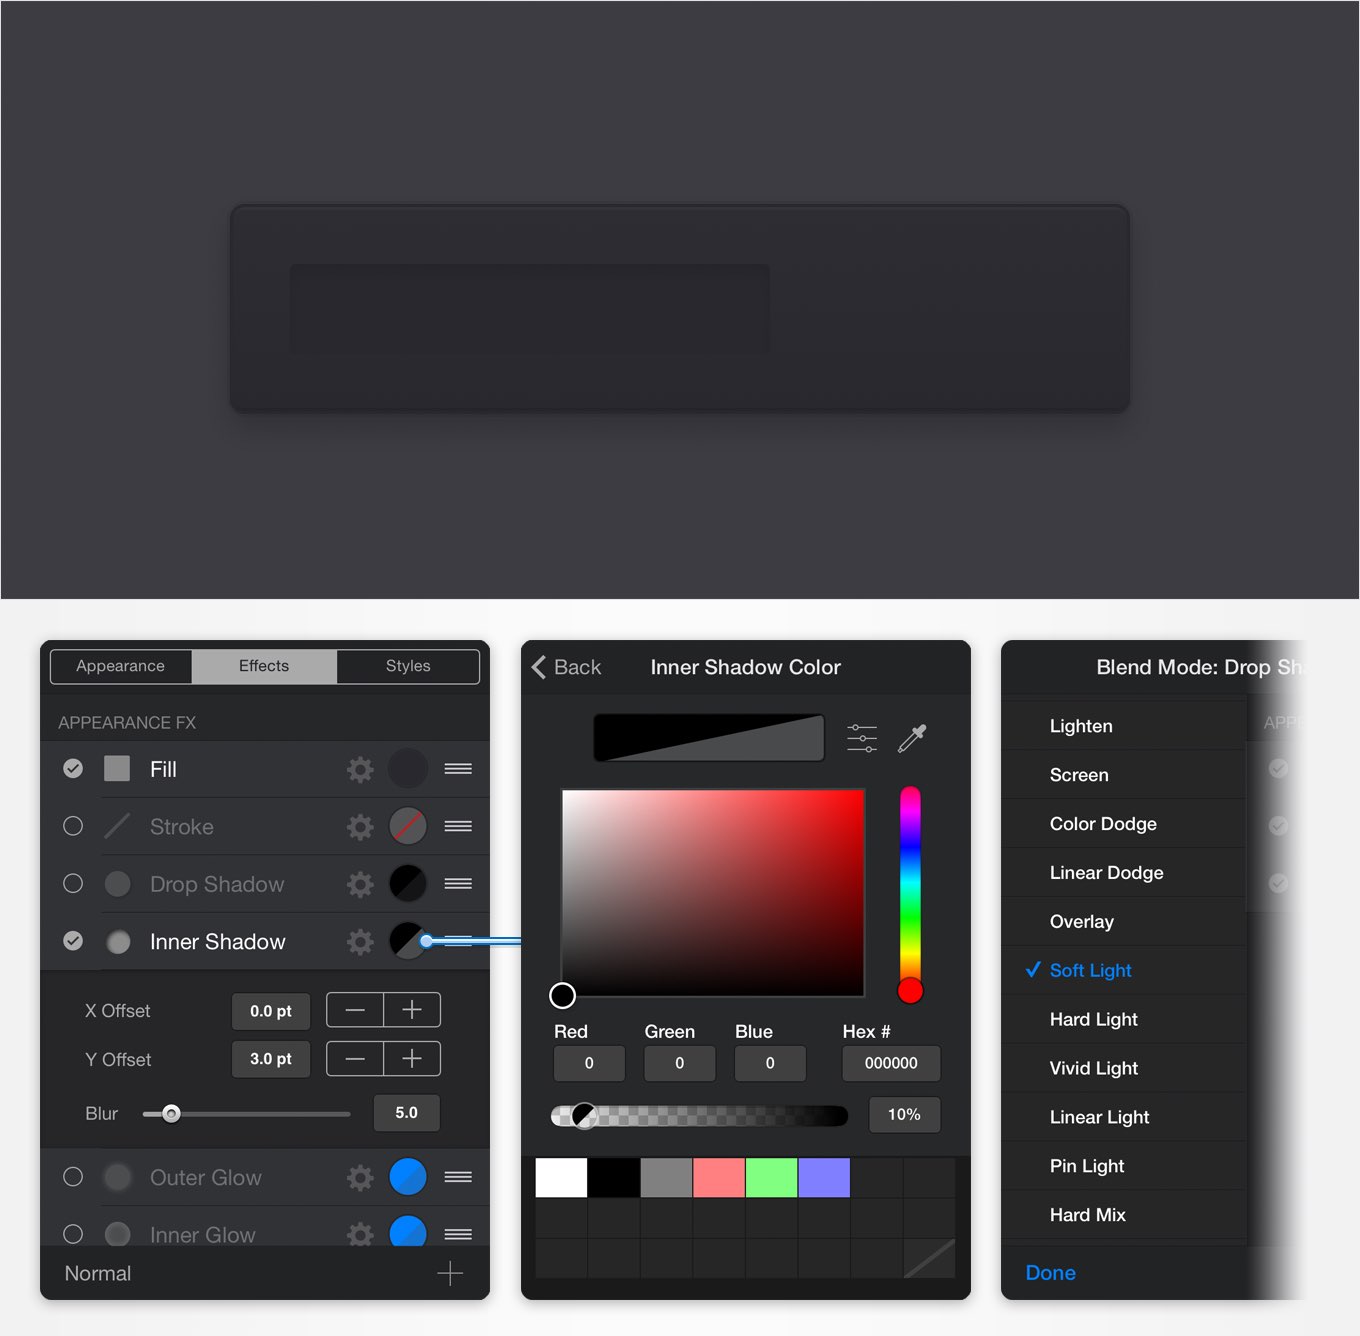 Appearance Effects Styles
APPEARANCE FX
Fill
Stroke
Drop Shadow
Inner Shadow
X Offset 0.0 pt
Y Offset 3.0 pt
Blur 5.0
Outer Glow
Inner Glow
Normal
Back Inner Shadow Color
Red Green Blue Hex #
0 0 0 000000
10%
Blend Mode: Drop Sha
APPE
Lighten
Screen
Color Dodge
Linear Dodge
Overlay
Soft Light
Hard Light
Vivid Light
Linear Light
Pin Light
Hard Mix
Done